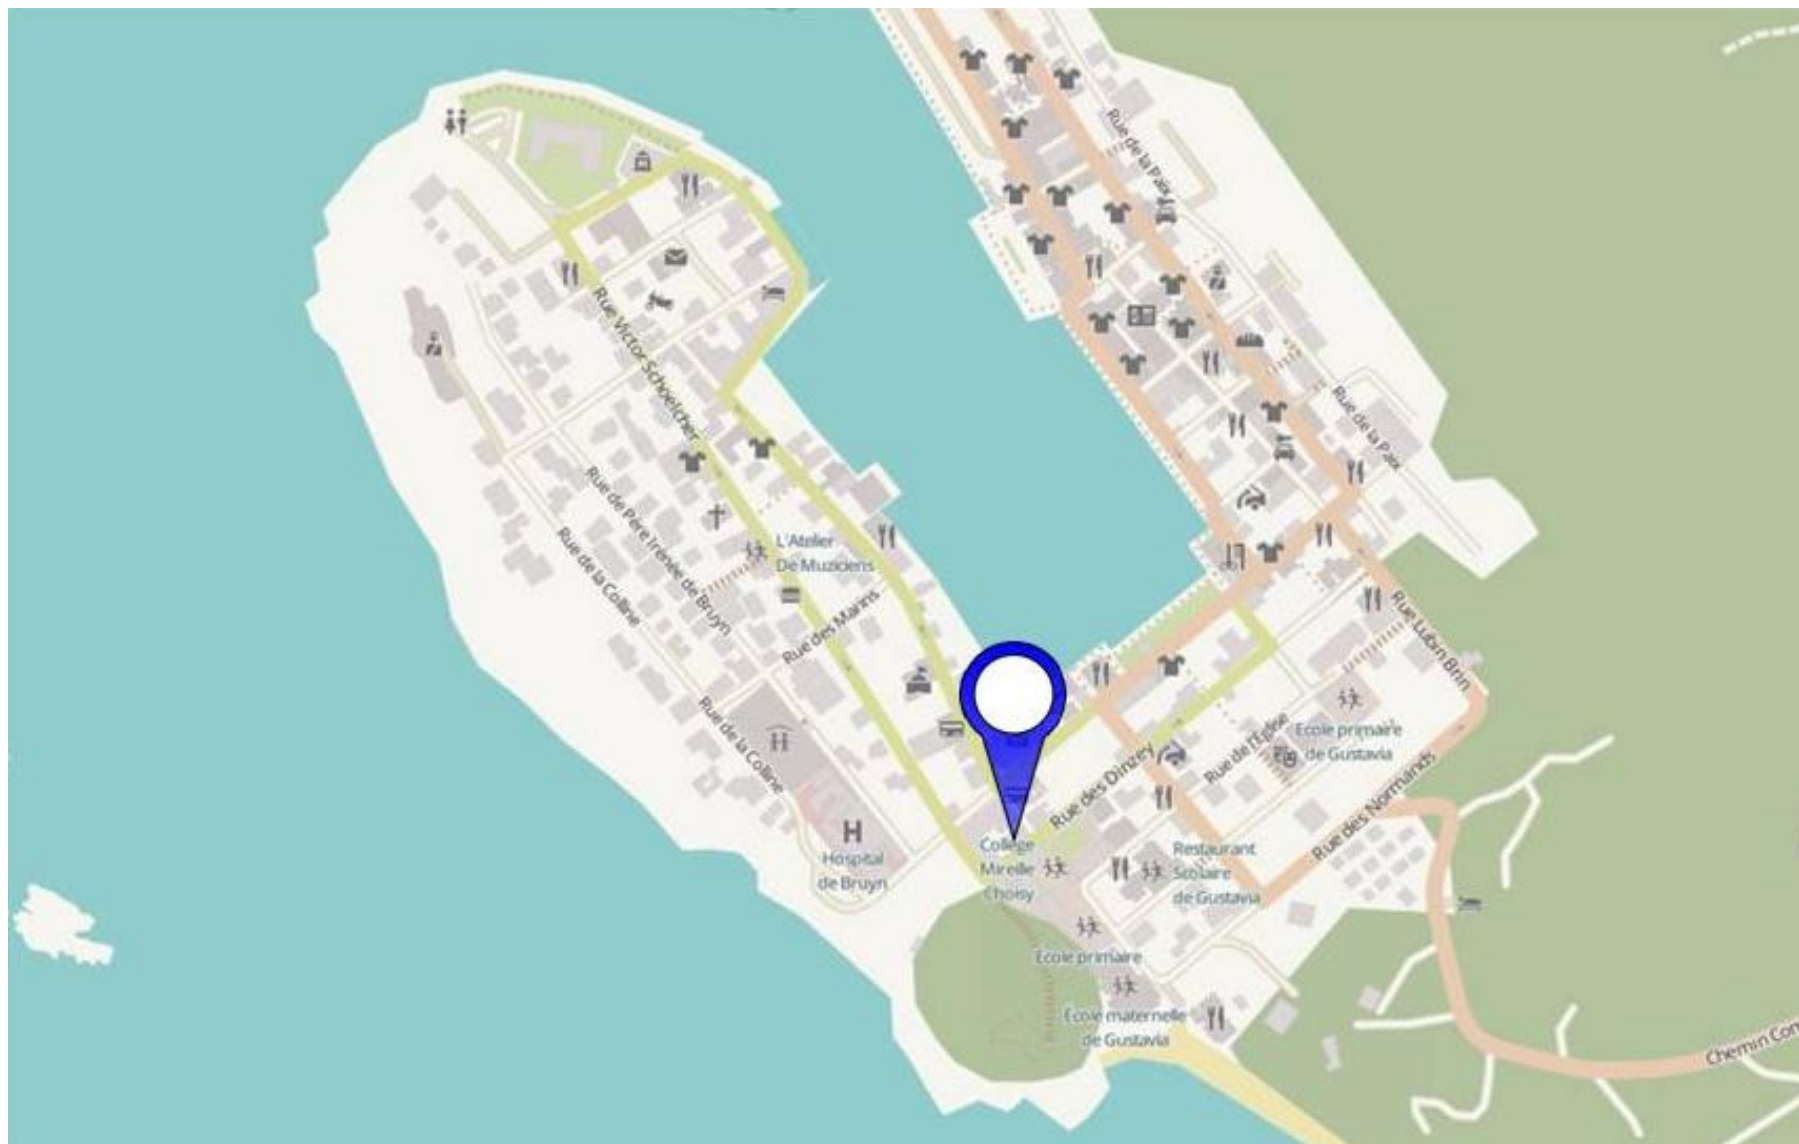 Rue de la Paix
Rue Victor Schoelcher
Rue de la Paix
Rue de Père Irénée de Bruyn
L'Atelier
De Muziciens
Rue de la Colline
Rue des Marins
Rue Lubin Brin
Rue de la Colline
Rue de l'Eglise
Ecole primaire
de Gustavia
Rue des Dinzey
Rue des Normands
H
Hospital
de Bruyn
College
Mireille
Choisy
Restaurant
Scolaire
de Gustavia
Ecole primaire
Ecole maternelle
de Gustavia
Chemin Con